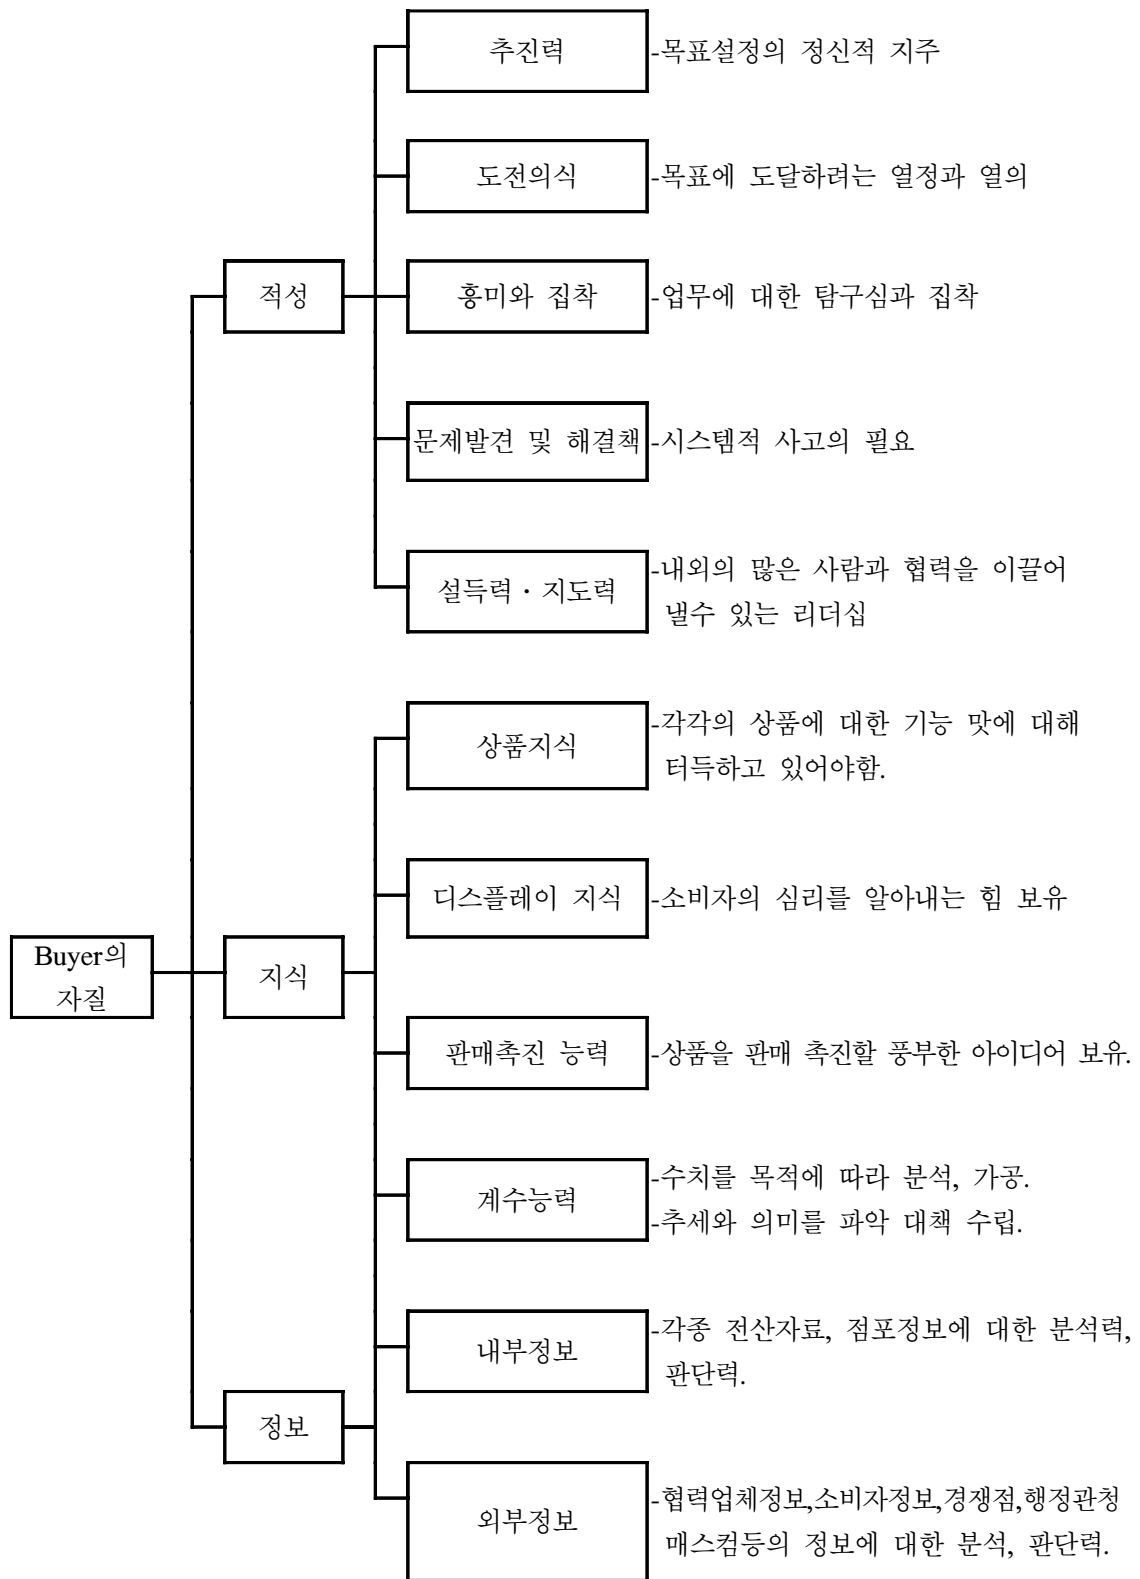 추진력 -목표설정의 정신적 지주
도전의식 -목표에 도달하려는 열정과 열의
적성 흥미와 집착 -업무에 대한 탐구심과 집착
문제발견 및 해결책 -시스템적 사고의 필요
설득력・지도력 -내외의 많은 사람과 협력을 이끌어
낼수 있는 리더십
상품지식 -각각의 상품에 대한 기능 맛에 대해
터득하고 있어야함.
디스플레이 지식 -소비자의 심리를 알아내는 힘 보유
Buyer의
자질
지식
판매촉진 능력 -상품을 판매 촉진할 풍부한 아이디어 보유.
계수능력 -수치를 목적에 따라 분석, 가공.
-추세와 의미를 파악 대책 수립.
내부정보 -각종 전산자료, 점포정보에 대한 분석력,
판단력.
정보
외부정보 -협력업체정보,소비자정보,경쟁점,행정관청
매스컴등의 정보에 대한 분석, 판단력.